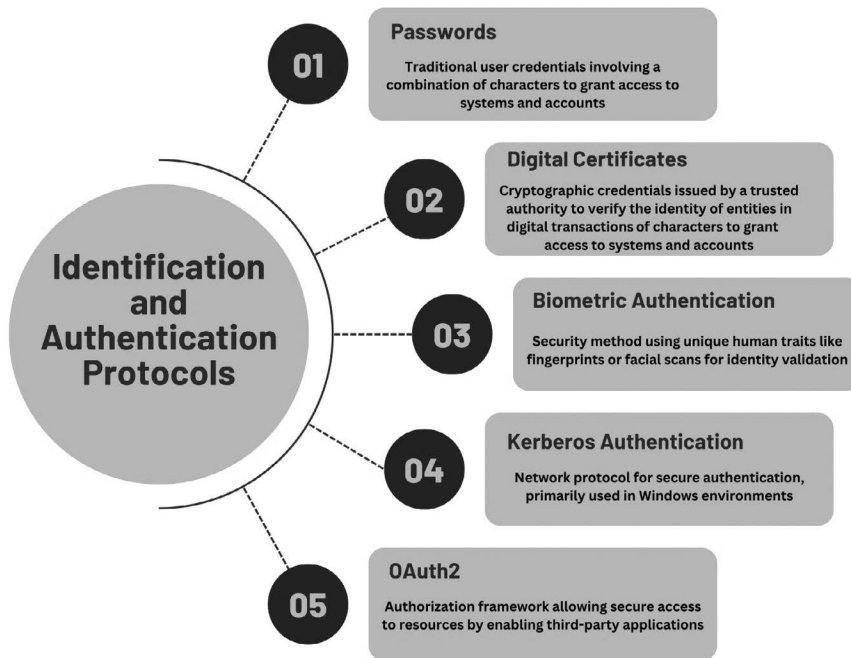 01
Passwords
Traditional user credentials involving a
combination of characters to grant access to
systems and accounts
02
Digital Certificates
Cryptographic credentials issued by a trusted
authority to verify the identity of entities in
digital transactions of characters to grant
access to systems and accounts
Identification
and
Authentication
Protocols
03
Biometric Authentication
Security method using unique human traits like
fingerprints or facial scans for identity validation
04
Kerberos Authentication
Network protocol for secure authentication,
primarily used in Windows environments
05
OAuth2
Authorization framework allowing secure access
to resources by enabling third-party applications